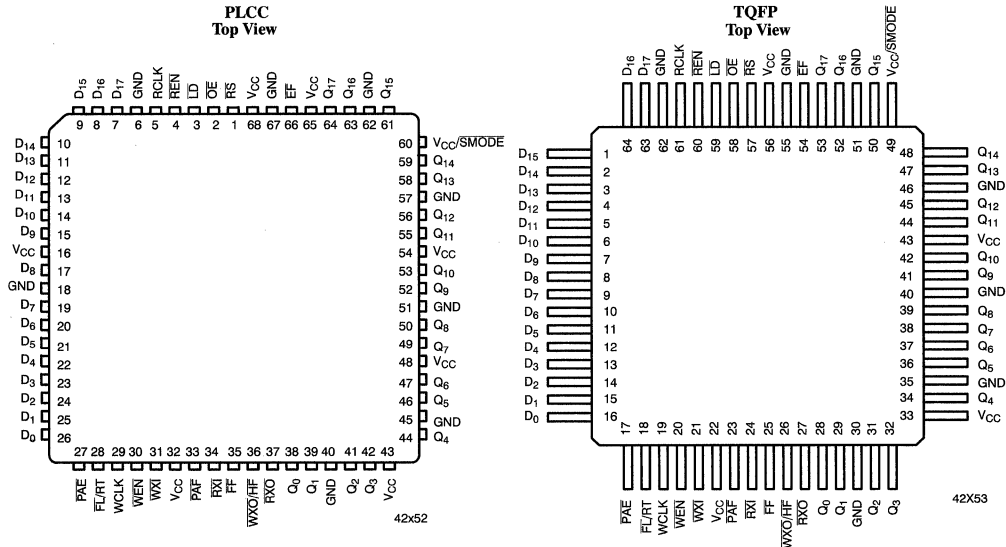 PLCC
Top View
D15 D16 D17 GND RCLK REN LD OE RS VCC GND EF VCC Q17 Q16 GND Q15
9 8 7 6 5 4 3 2 1 68 67 66 65 64 63 62 61
D14 10
D13 11
D12 12
D11 13
D10 14
D9 15
VCC 16
D8 17
GND 18
D7 19
D6 20
D5 21
D4 22
D3 23
D2 24
D1 25
D0 26
60 VCC/SMODE
59 Q14
58 Q13
57 GND
56 Q12
55 Q11
54 VCC
53 Q10
52 Q9
51 GND
50 Q8
49 Q7
48 VCC
47 Q6
46 Q5
45 GND
44 Q4
27 28 29 30 31 32 33 34 35 36 37 38 39 40 41 42 43
PAE FL/RT WCLK WEN WXI VCC PAF RXI FF WXO/HF RXO Q0 Q1 GND Q2 Q3 VCC
42x52
TQFP
Top View
D16 D17 GND RCLK REN LD OE RS VCC GND EF Q17 Q16 GND Q15 VCC/SMODE
64 63 62 61 60 59 58 57 56 55 54 53 52 51 50 49
D15 1
D14 2
D13 3
D12 4
D11 5
D10 6
D9 7
D8 8
D7 9
D6 10
D5 11
D4 12
D3 13
D2 14
D1 15
D0 16
48 Q14
47 Q13
46 GND
45 Q12
44 Q11
43 VCC
42 Q10
41 Q9
40 GND
39 Q8
38 Q7
37 Q6
36 Q5
35 GND
34 Q4
33 VCC
17 18 19 20 21 22 23 24 25 26 27 28 29 30 31 32
PAE FL/RT WCLK WEN WXI VCC PAF RXI FF WXO/HF RXO Q0 Q1 GND Q2 Q3
42X53